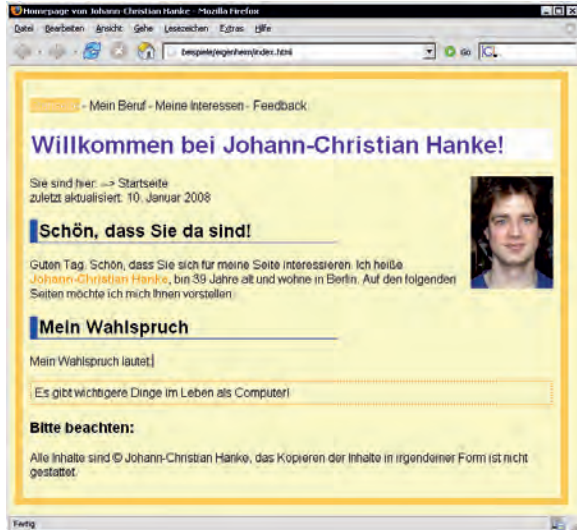 Homepage von Johann-Christian Hanke - Mozilla Firefox
Datei Bearbeiten Ansicht Gehe Lesezeichen Extras Hilfe
beispiele/eigenheim/index.html Go
- Mein Beruf - Meine Interessen - Feedback
Willkommen bei Johann-Christian Hanke!
Sie sind hier: --> Startseite
zuletzt aktualisiert: 10. Januar 2008
Schön, dass Sie da sind!
Guten Tag. Schön, dass Sie sich für meine Seite interessieren. Ich heiße
Johann-Christian Hanke, bin 39 Jahre alt und wohne in Berlin. Auf den folgenden
Seiten möchte ich mich Ihnen vorstellen.
Mein Wahlspruch
Mein Wahlspruch lautet:
Es gibt wichtigere Dinge im Leben als Computer!
Bitte beachten:
Alle Inhalte sind © Johann-Christian Hanke, das Kopieren der Inhalte in irgendeiner Form ist nicht
gestattet.
Fertig